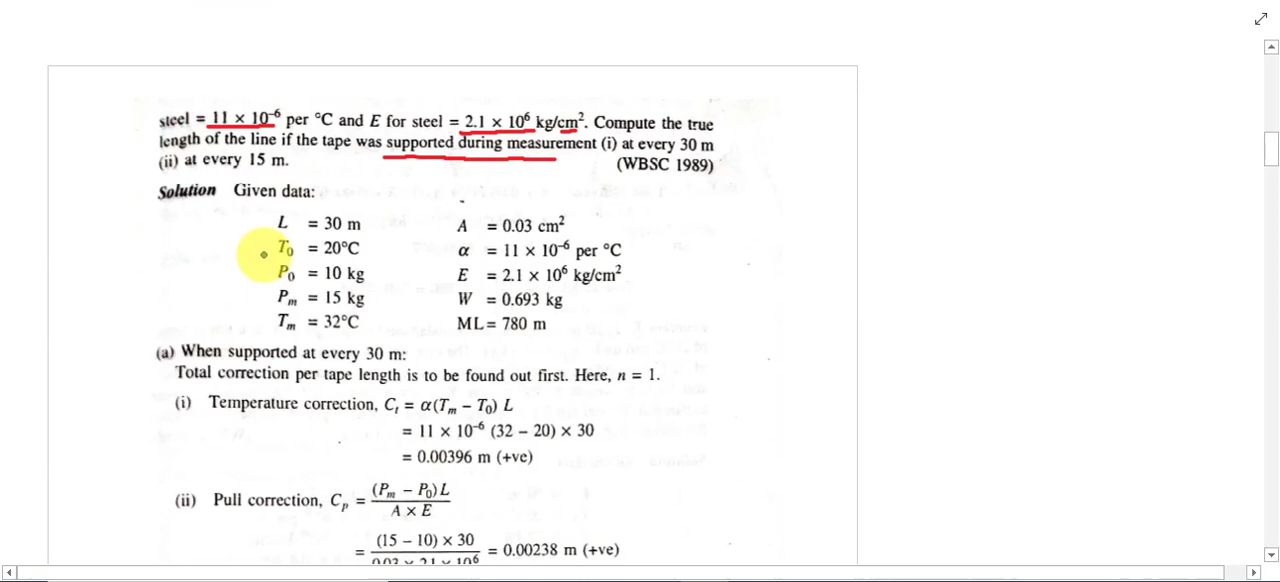 steel = 11 × 10⁻⁶ per °C and E for steel = 2.1 × 10⁶ kg/cm². Compute the true
length of the line if the tape was supported during measurement (i) at every 30 m
(ii) at every 15 m. (WBSC 1989)
Solution Given data:
L = 30 m A = 0.03 cm²
T₀ = 20°C α = 11 × 10⁻⁶ per °C
P₀ = 10 kg E = 2.1 × 10⁶ kg/cm²
Pₘ = 15 kg W = 0.693 kg
Tₘ = 32°C ML = 780 m
(a) When supported at every 30 m:
Total correction per tape length is to be found out first. Here, n = 1.
(i) Temperature correction, Cₜ = α(Tₘ – T₀) L
= 11 × 10⁻⁶ (32 – 20) × 30
= 0.00396 m (+ve)
(ii) Pull correction, Cₚ = (Pₘ – P₀) L
A × E
= (15 – 10) × 30 = 0.00238 m (+ve)
0.03 × 2.1 × 10⁶